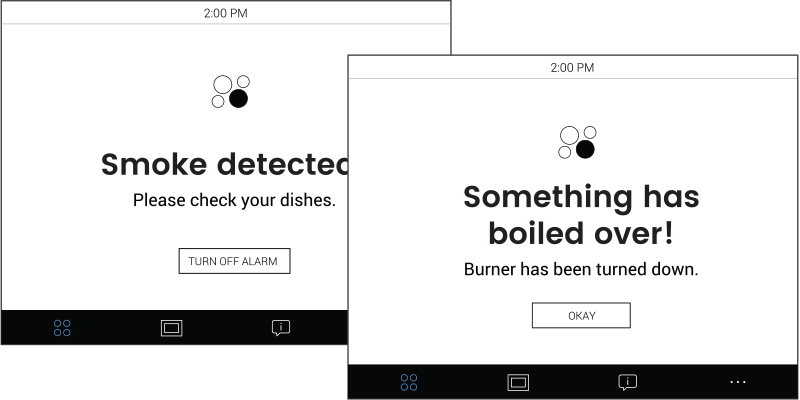 2:00 PM
Smoke detected
Please check your dishes.
TURN OFF ALARM
2:00 PM
Something has
boiled over!
Burner has been turned down.
OKAY